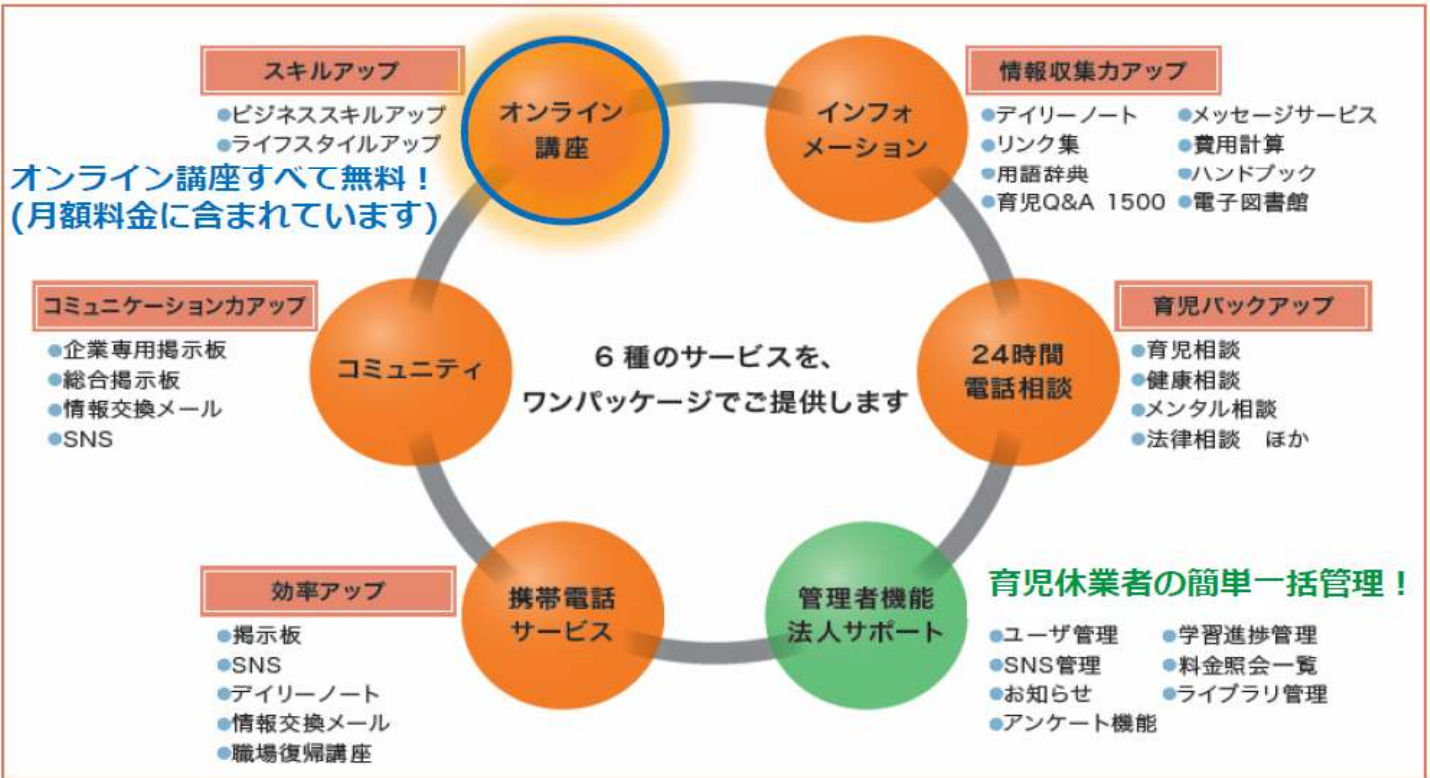 スキルアップ
●ビジネススキルアップ
●ライフスタイルアップ
オンライン講座すべて無料！
(月額料金に含まれています)
オンライン
講座
インフォ
メーション
情報収集力アップ
●デイリーノート ●メッセージサービス
●リンク集 ●費用計算
●用語辞典 ●ハンドブック
●育児Q&A 1500 ●電子図書館
コミュニケーション力アップ
●企業専用掲示板
●総合掲示板
●情報交換メール
●SNS
コミュニティ
6 種のサービスを、
ワンパッケージでご提供します
24時間
電話相談
育児バックアップ
●育児相談
●健康相談
●メンタル相談
●法律相談　ほか
効率アップ
●掲示板
●SNS
●デイリーノート
●情報交換メール
●職場復帰講座
携帯電話
サービス
管理者機能
法人サポート
育児休業者の簡単一括管理！
●ユーザ管理 ●学習進捗管理
●SNS管理 ●料金照会一覧
●お知らせ ●ライブラリ管理
●アンケート機能